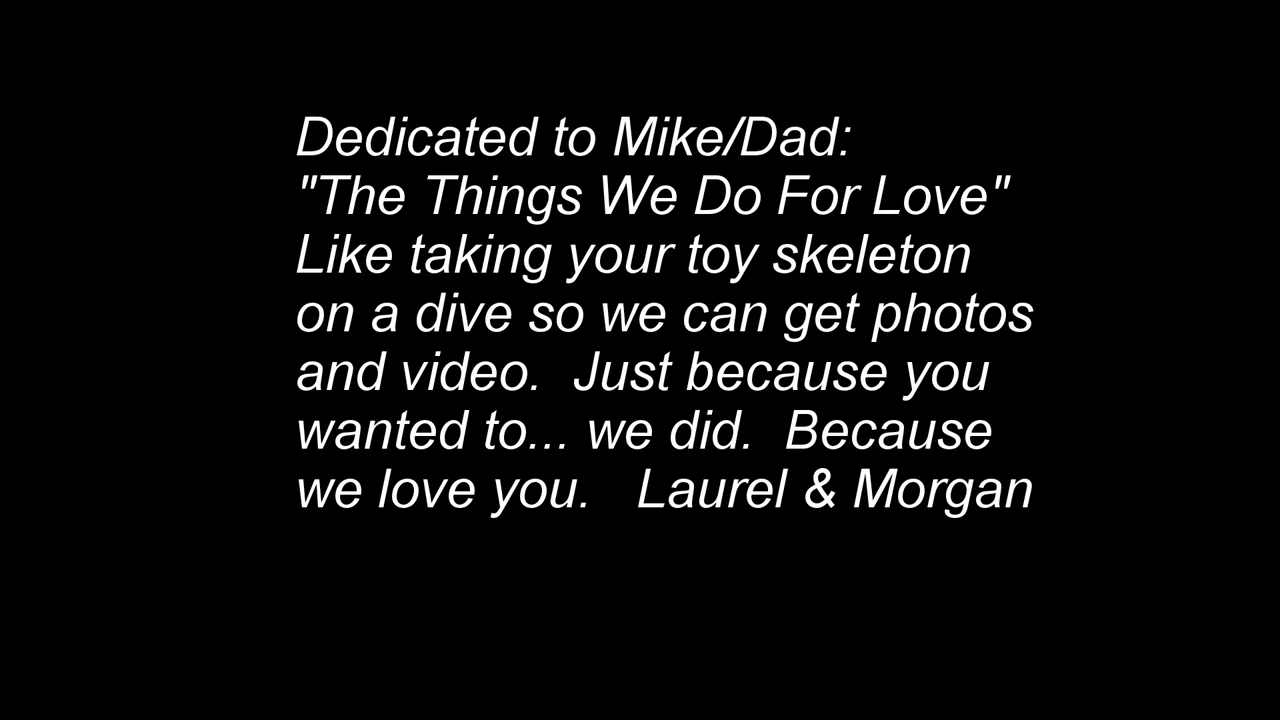 Dedicated to Mike/Dad:
"The Things We Do For Love"
Like taking your toy skeleton
on a dive so we can get photos
and video.  Just because you
wanted to... we did.  Because
we love you.   Laurel & Morgan